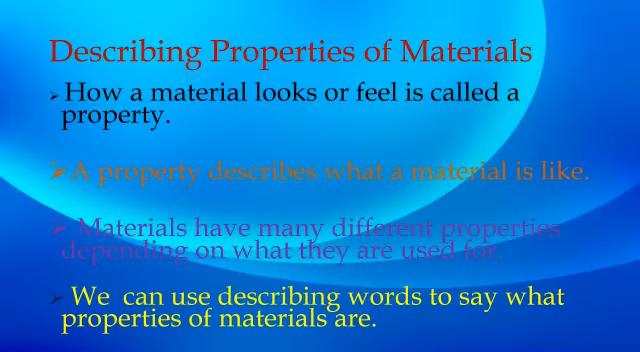 Describing Properties of Materials
➢ How a material looks or feel is called a
property.
➢ A property describes what a material is like.
➢ Materials have many different properties
depending on what they are used for.
➢ We can use describing words to say what
properties of materials are.